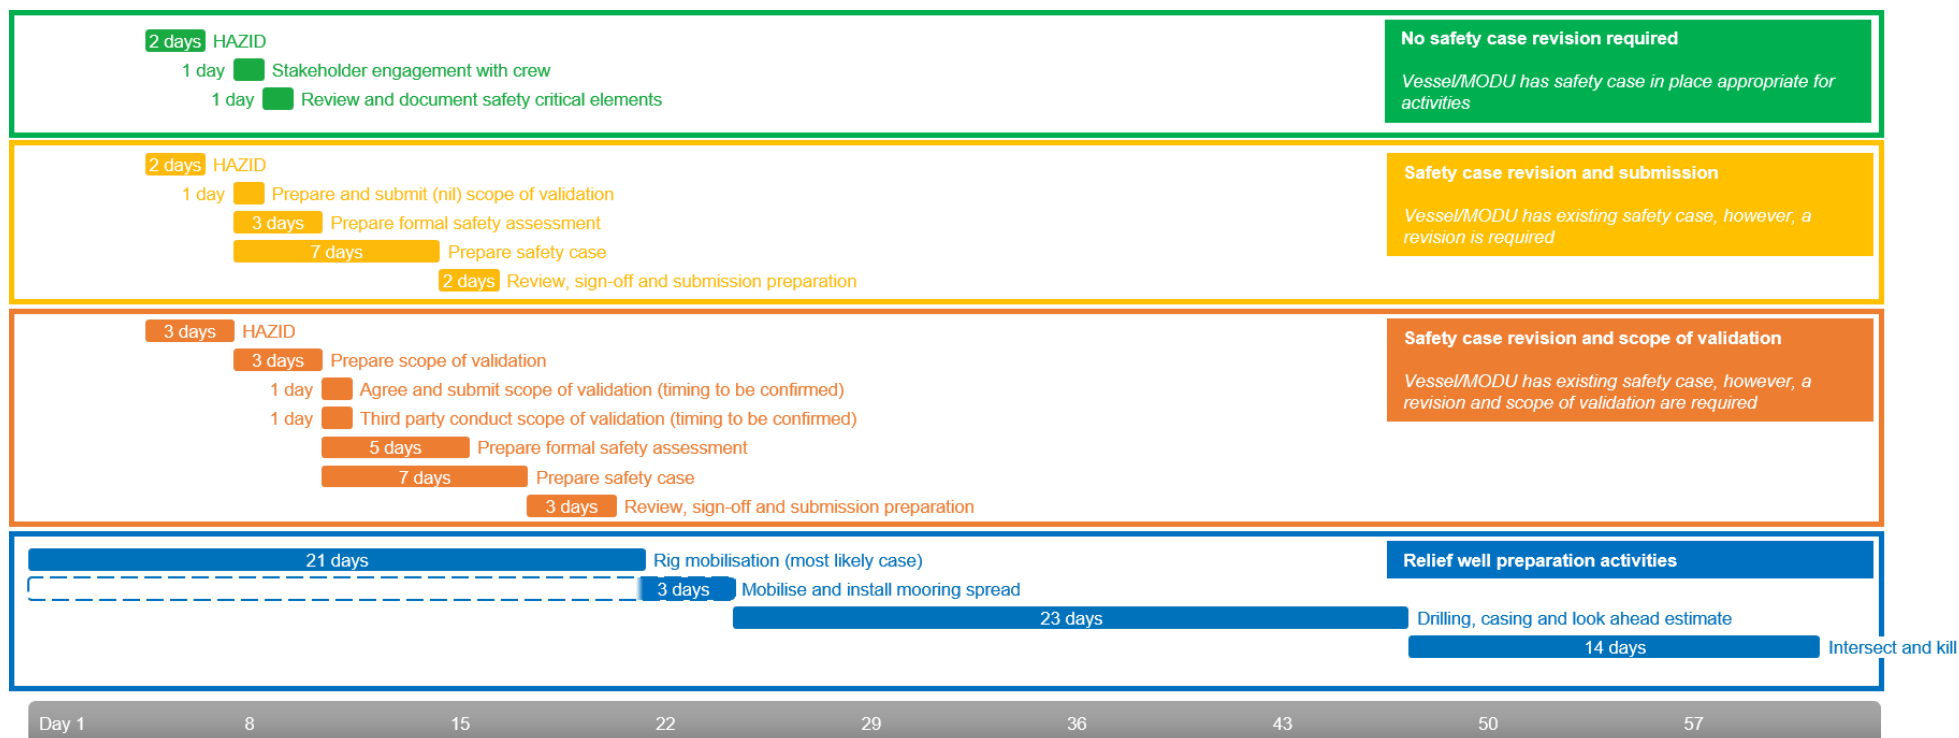 2 days HAZID
1 day Stakeholder engagement with crew
1 day Review and document safety critical elements
No safety case revision required
Vessel/MODU has safety case in place appropriate for
activities
2 days HAZID
1 day Prepare and submit (nil) scope of validation
3 days Prepare formal safety assessment
7 days Prepare safety case
2 days Review, sign-off and submission preparation
Safety case revision and submission
Vessel/MODU has existing safety case, however, a
revision is required
3 days HAZID
3 days Prepare scope of validation
1 day Agree and submit scope of validation (timing to be confirmed)
1 day Third party conduct scope of validation (timing to be confirmed)
5 days Prepare formal safety assessment
7 days Prepare safety case
3 days Review, sign-off and submission preparation
Safety case revision and scope of validation
Vessel/MODU has existing safety case, however, a
revision and scope of validation are required
21 days Rig mobilisation (most likely case)
3 days Mobilise and install mooring spread
23 days Drilling, casing and look ahead estimate
14 days Intersect and kill
Relief well preparation activities
Day 1 8 15 22 29 36 43 50 57